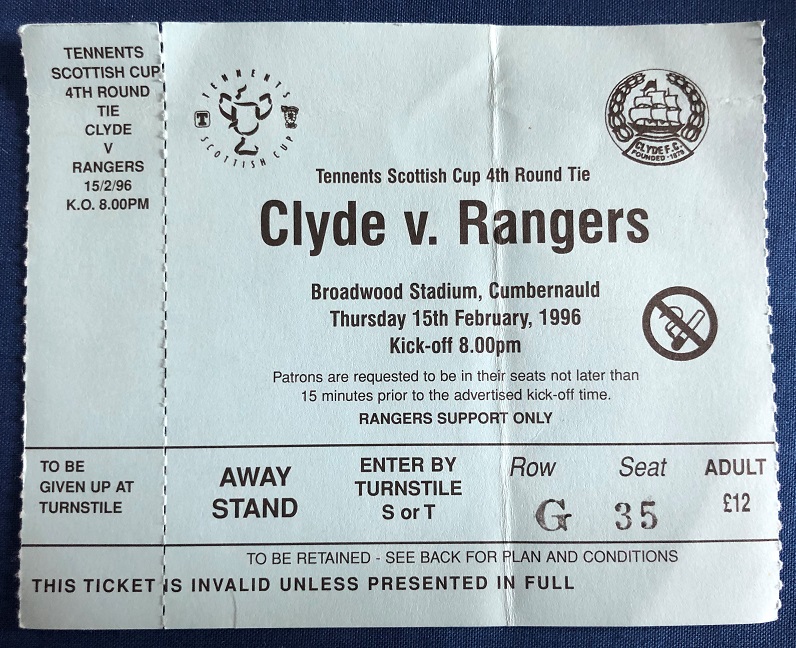 TENNENTS
SCOTTISH CUP
4TH ROUND
TIE
CLYDE
V
RANGERS
15/2/96
K.O. 8.00PM
TENNENTS
T
SCOTTISH CUP
CLYDE F.C.
FOUNDED - 1878
Tennents Scottish Cup 4th Round Tie
Clyde v. Rangers
Broadwood Stadium, Cumbernauld
Thursday 15th February, 1996
Kick-off 8.00pm
Patrons are requested to be in their seats not later than
15 minutes prior to the advertised kick-off time.
RANGERS SUPPORT ONLY
TO BE
GIVEN UP AT
TURNSTILE
AWAY
STAND
ENTER BY
TURNSTILE
S or T
Row
G
Seat
35
ADULT
£12
TO BE RETAINED - SEE BACK FOR PLAN AND CONDITIONS
THIS TICKET IS INVALID UNLESS PRESENTED IN FULL